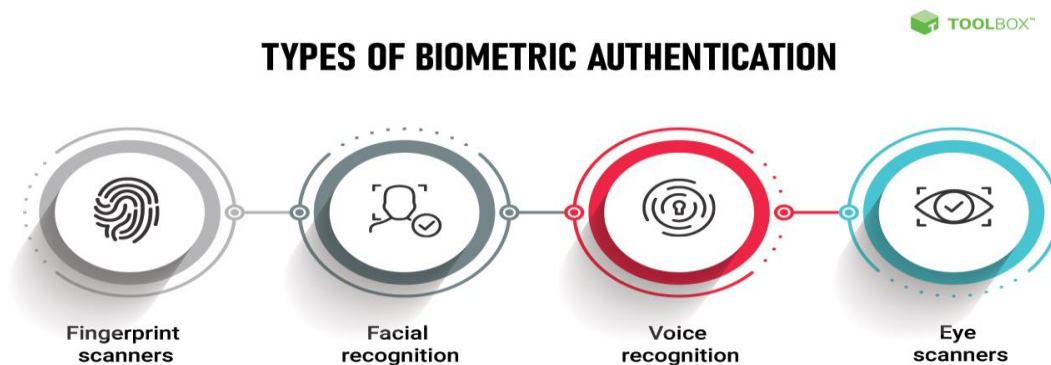 TOOLBOX™
TYPES OF BIOMETRIC AUTHENTICATION
Fingerprint
scanners
Facial
recognition
Voice
recognition
Eye
scanners